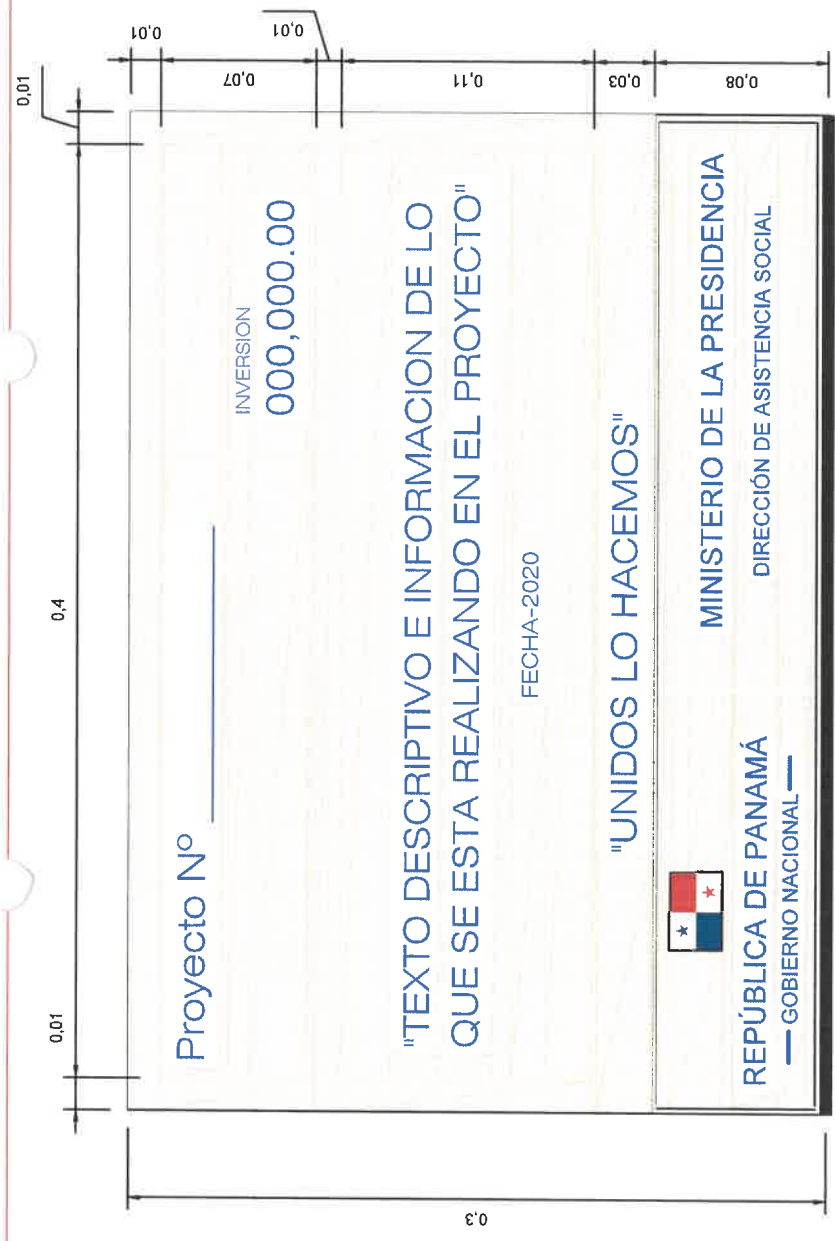 0,01
0,4
0,01
0,01
0,07
0,01
0,11
0,03
0,08
0,3
Proyecto Nº
INVERSION
000,000.00
"TEXTO DESCRIPTIVO E INFORMACION DE LO
QUE SE ESTA REALIZANDO EN EL PROYECTO"
FECHA-2020
"UNIDOS LO HACEMOS"
REPÚBLICA DE PANAMÁ
GOBIERNO NACIONAL
MINISTERIO DE LA PRESIDENCIA
DIRECCIÓN DE ASISTENCIA SOCIAL